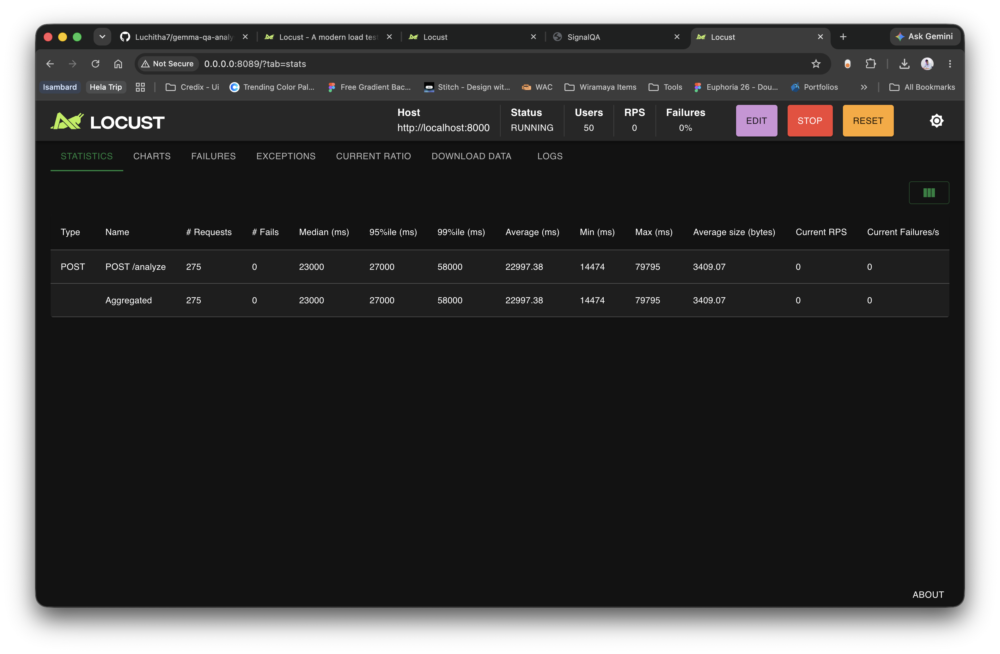 Luchitha7/gemma-qa-analy
Locust - A modern load test
Locust
SignalQA
Locust
Ask Gemini
Not Secure
0.0.0.0:8089/?tab=stats
Isambard
Hela Trip
Credix - Ui
Trending Color Pal...
Free Gradient Bac...
Stitch - Design wit...
WAC
Wiramaya Items
Tools
Euphoria 26 - Dou...
Portfolios
All Bookmarks
LOCUST
Host
http://localhost:8000
Status
RUNNING
Users
50
RPS
0
Failures
0%
EDIT
STOP
RESET
STATISTICS CHARTS FAILURES EXCEPTIONS CURRENT RATIO DOWNLOAD DATA LOGS
Type Name # Requests # Fails Median (ms) 95%ile (ms) 99%ile (ms) Average (ms) Min (ms) Max (ms) Average size (bytes) Current RPS Current Failures/s
POST POST /analyze 275 0 23000 27000 58000 22997.38 14474 79795 3409.07 0 0
Aggregated 275 0 23000 27000 58000 22997.38 14474 79795 3409.07 0 0
ABOUT